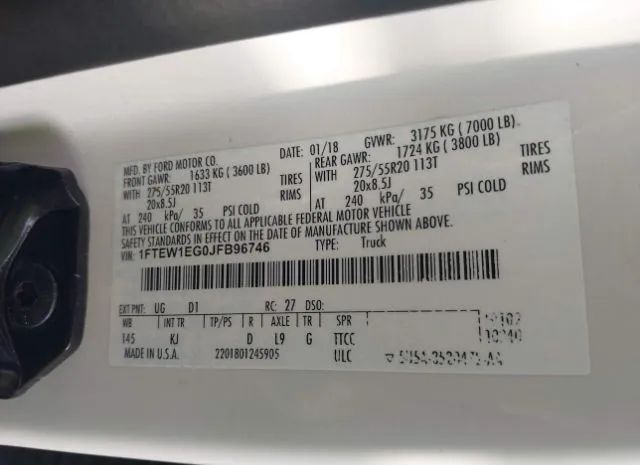 MFD. BY FORD MOTOR CO.
DATE: 01/18 GVWR: 3175 KG ( 7000 LB).
FRONT GAWR: 1633 KG ( 3600 LB) REAR GAWR: 1724 KG ( 3800 LB)
WITH 275/55R20 113T TIRES WITH 275/55R20 113T TIRES
20x8.5J RIMS 20x8.5J RIMS
AT 240 kPa/ 35 PSI COLD AT 240 kPa/ 35 PSI COLD
THIS VEHICLE CONFORMS TO ALL APPLICABLE FEDERAL MOTOR VEHICLE
SAFETY STANDARDS IN EFFECT ON THE DATE OF MANUFACTURE SHOWN ABOVE.
VIN: 1FTEW1EG0JFB96746 TYPE: Truck
EXT PNT: UG D1 RC: 27 DSO:
WB INT TR TP/PS R AXLE TR SPR
145 KJ D L9 G TTCC
MADE IN U.S.A. 2201801245905 ULC